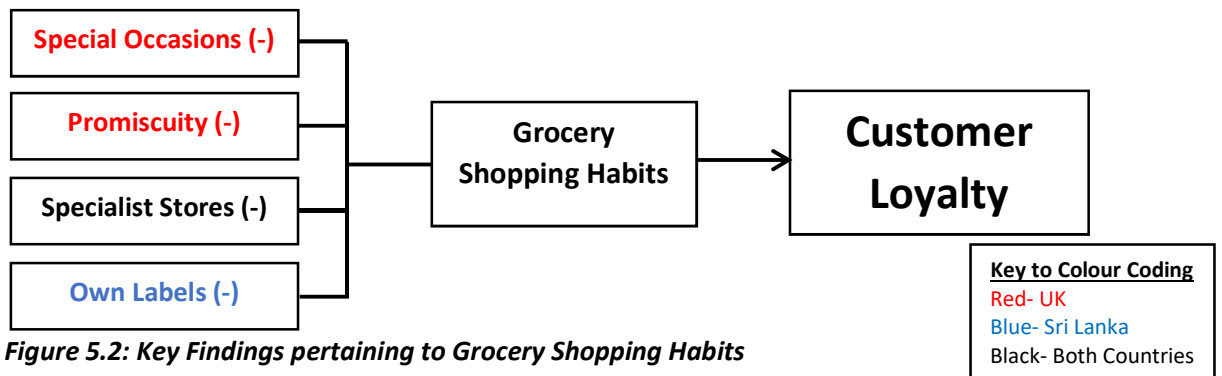 Special Occasions (-)
Promiscuity (-)
Specialist Stores (-)
Own Labels (-)
Grocery
Shopping Habits
Customer
Loyalty
Key to Colour Coding
Red- UK
Blue- Sri Lanka
Black- Both Countries
Figure 5.2: Key Findings pertaining to Grocery Shopping Habits